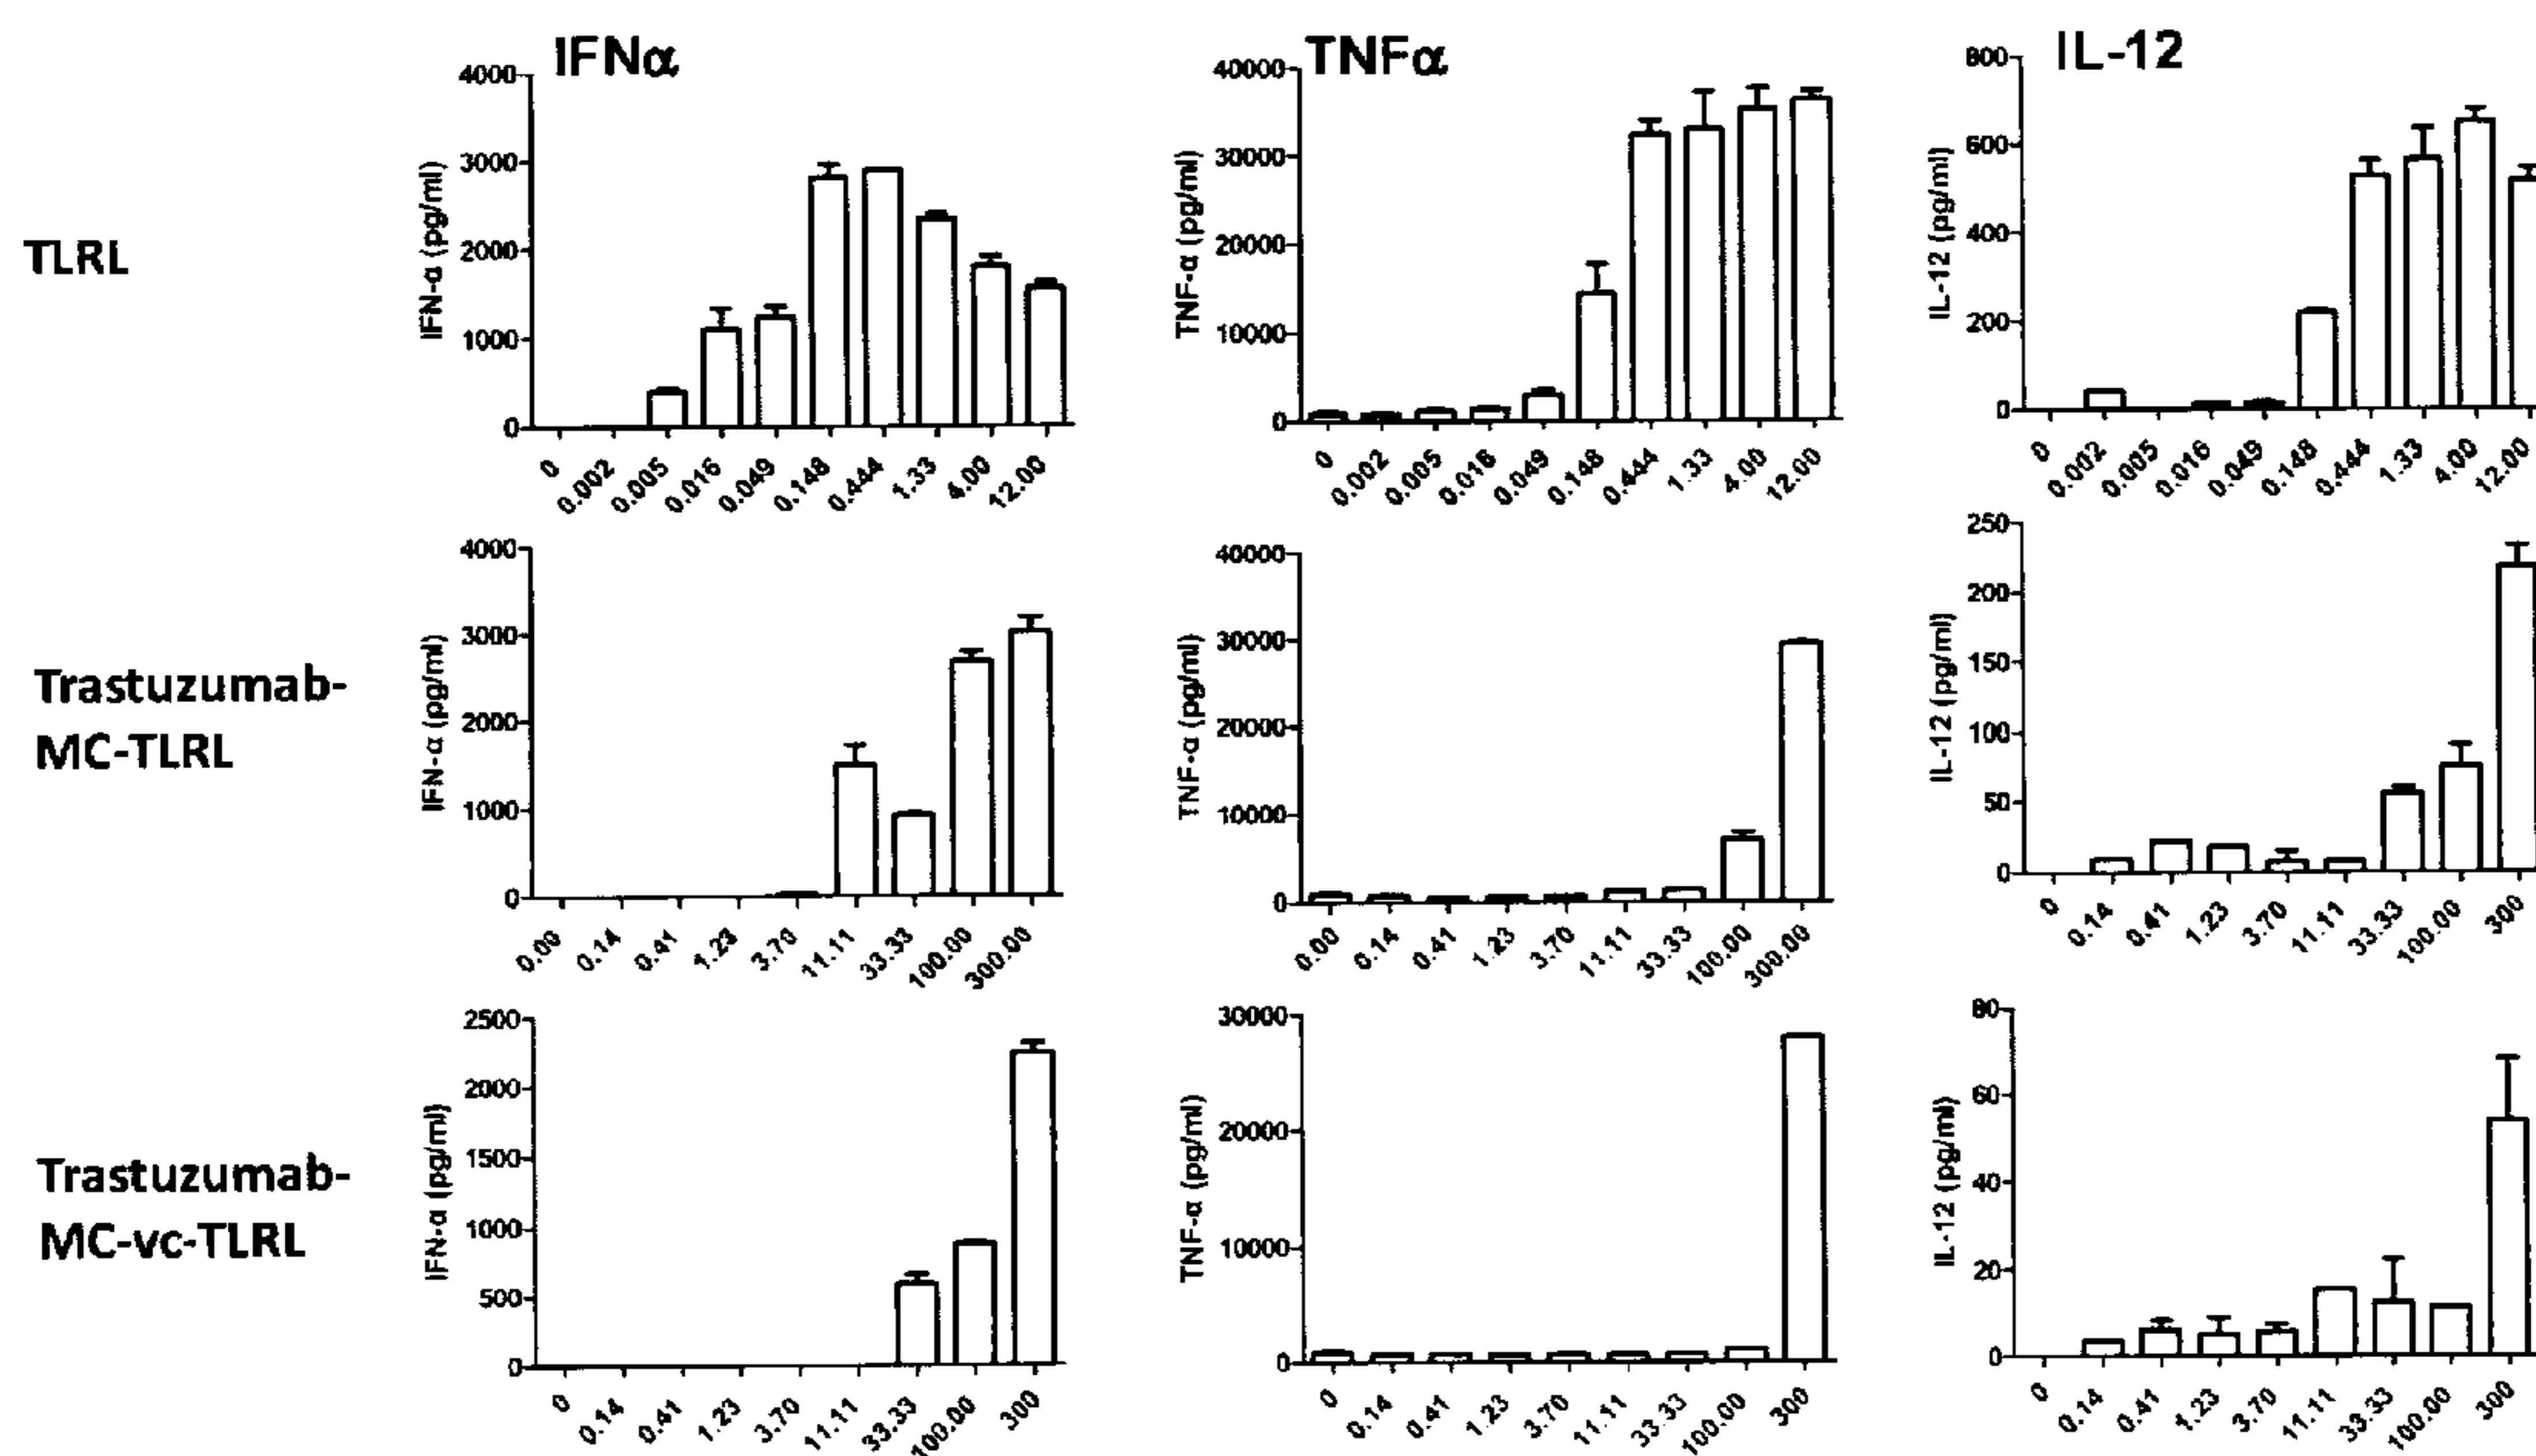 IFNα
TNFα
IL-12
TLRL
IFN-α (pg/ml)
4000
3000
2000
1000
0
0 0.002 0.005 0.016 0.049 0.148 0.444 1.33 4.00 12.00
TNF-α (pg/ml)
40000
30000
20000
10000
0
0 0.002 0.005 0.016 0.049 0.148 0.444 1.33 4.00 12.00
IL-12 (pg/ml)
800
600
400
200
0
0 0.002 0.005 0.016 0.049 0.148 0.444 1.33 4.00 12.00
Trastuzumab-
MC-TLRL
IFN-α (pg/ml)
4000
3000
2000
1000
0
0.00 0.14 0.41 1.23 3.70 11.11 33.33 100.00 300.00
TNF-α (pg/ml)
40000
30000
20000
10000
0
0.00 0.14 0.41 1.23 3.70 11.11 33.33 100.00 300.00
IL-12 (pg/ml)
250
200
150
100
50
0
0 0.14 0.41 1.23 3.70 11.11 33.33 100.00 300
Trastuzumab-
MC-vc-TLRL
IFN-α (pg/ml)
2500
2000
1500
1000
500
0
0 0.14 0.41 1.23 3.70 11.11 33.33 100.00 300
TNF-α (pg/ml)
30000
20000
10000
0
0 0.14 0.41 1.23 3.70 11.11 33.33 100.00 300
IL-12 (pg/ml)
80
60
40
20
0
0 0.14 0.41 1.23 3.70 11.11 33.33 100.00 300